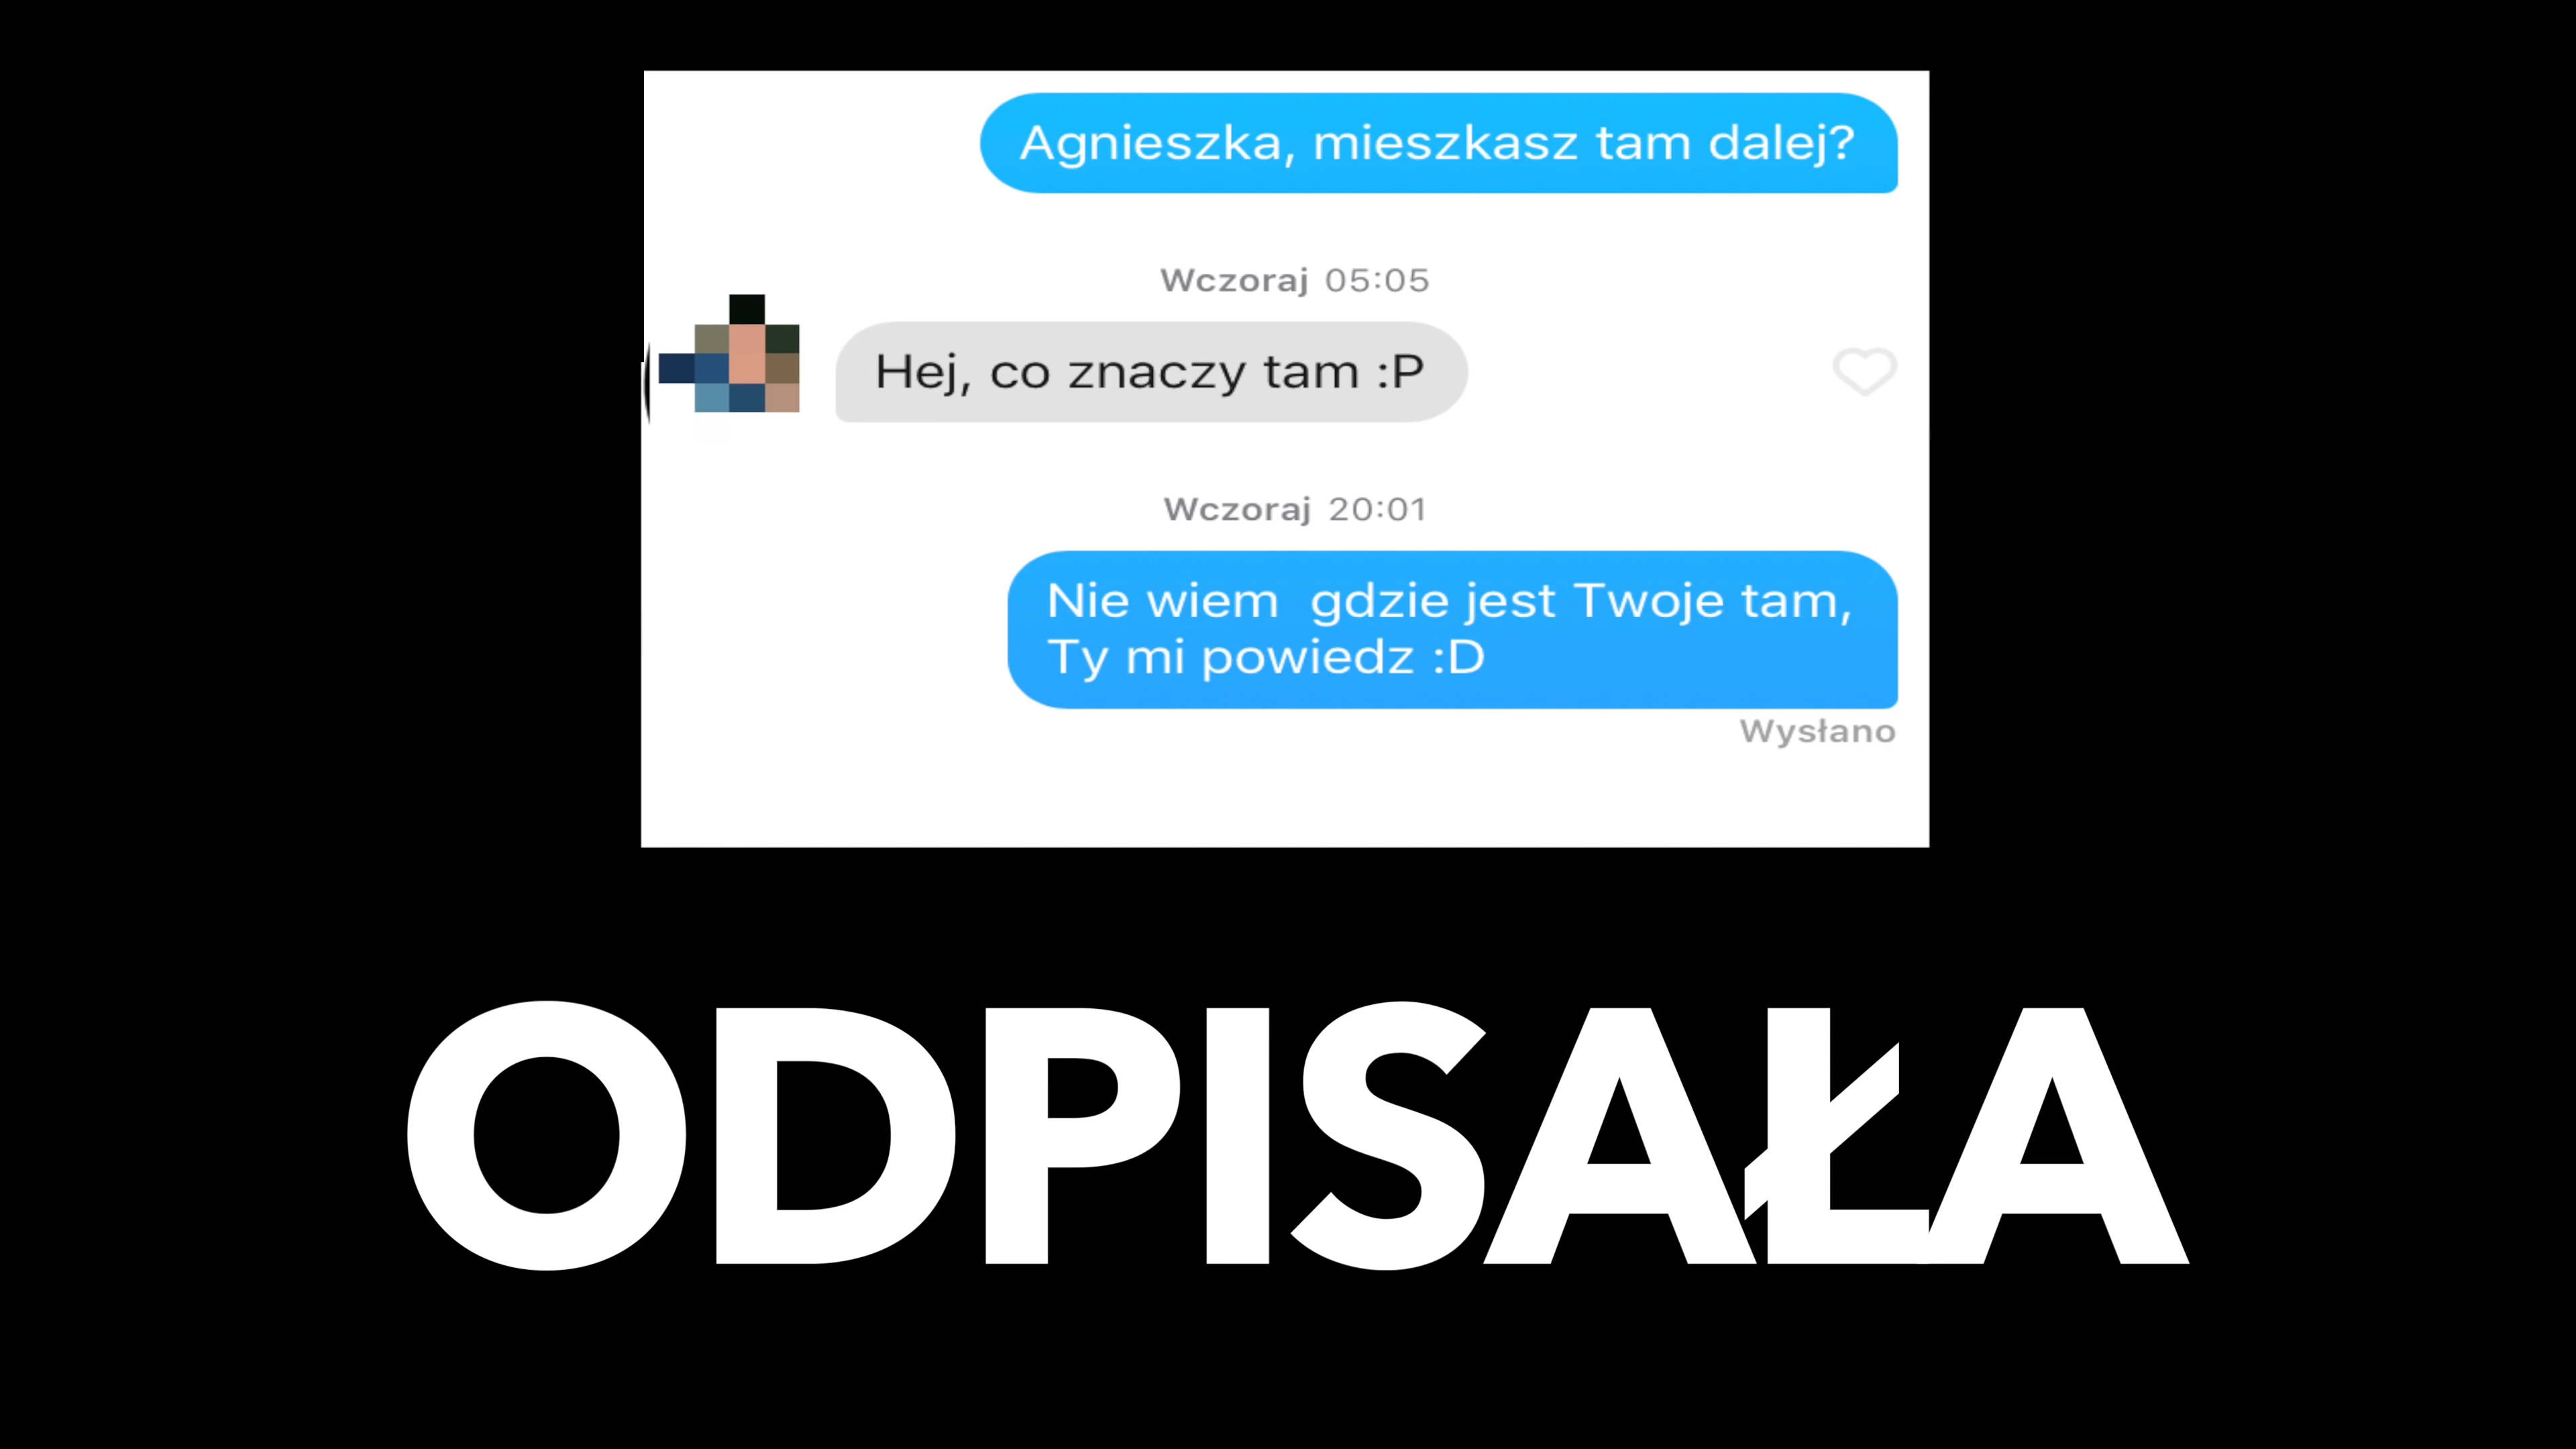 Agnieszka, mieszkasz tam dalej?
Wczoraj 05:05
Hej, co znaczy tam :P
Wczoraj 20:01
Nie wiem  gdzie jest Twoje tam,
Ty mi powiedz :D
Wysłano
ODPISAŁA